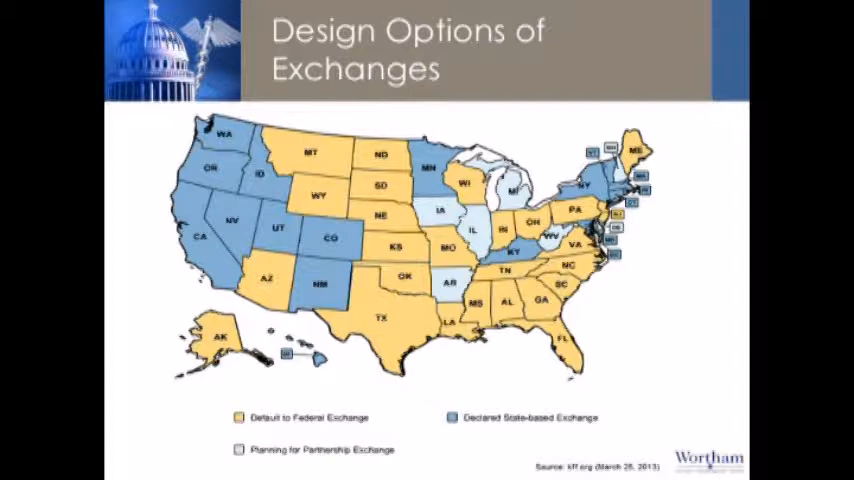 Design Options of
Exchanges
WA
OR
ID
MT
ND
MN
WI
MI
ME
NY
SD
WY
NV
CA
UT
CO
NE
IA
IL
IN
OH
PA
KS
MO
KY
WV
VA
AZ
NM
OK
AR
TN
NC
SC
TX
LA
MS
AL
GA
FL
AK
Default to Federal Exchange
Declared State-based Exchange
Planning for Partnership Exchange
Source: kff.org (March 28, 2013)
Wortham